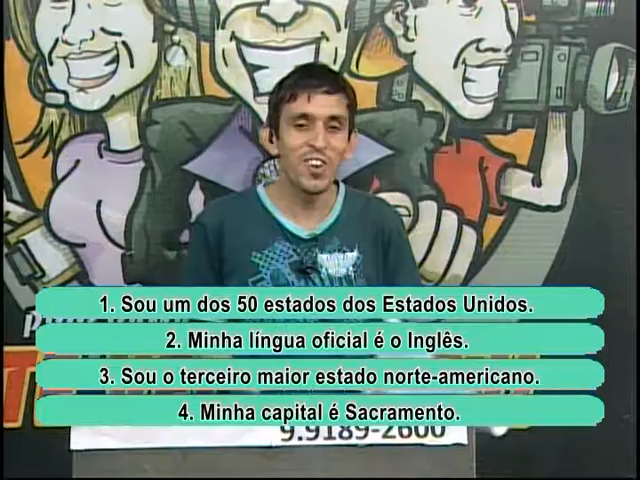 1. Sou um dos 50 estados dos Estados Unidos.
2. Minha língua oficial é o Inglês.
3. Sou o terceiro maior estado norte-americano.
4. Minha capital é Sacramento.
9.9189-2600